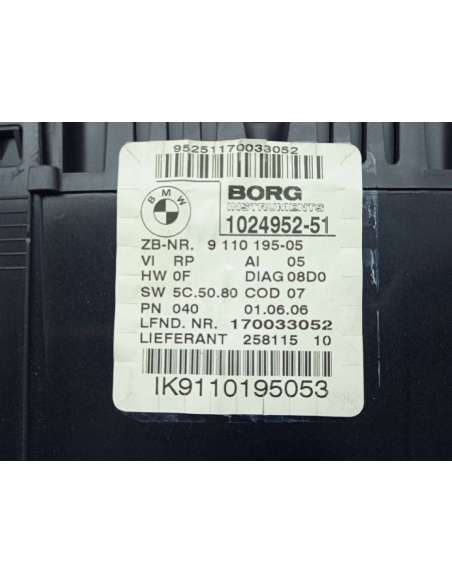 95251170033052
BMW
BORG
INSTRUMENTS
1024952-51
ZB-NR. 9 110 195-05
VI RP AI 05
HW 0F DIAG 08D0
SW 5C.50.80 COD 07
PN 040 01.06.06
LFND. NR. 170033052
LIEFERANT 258115 10
IK9110195053